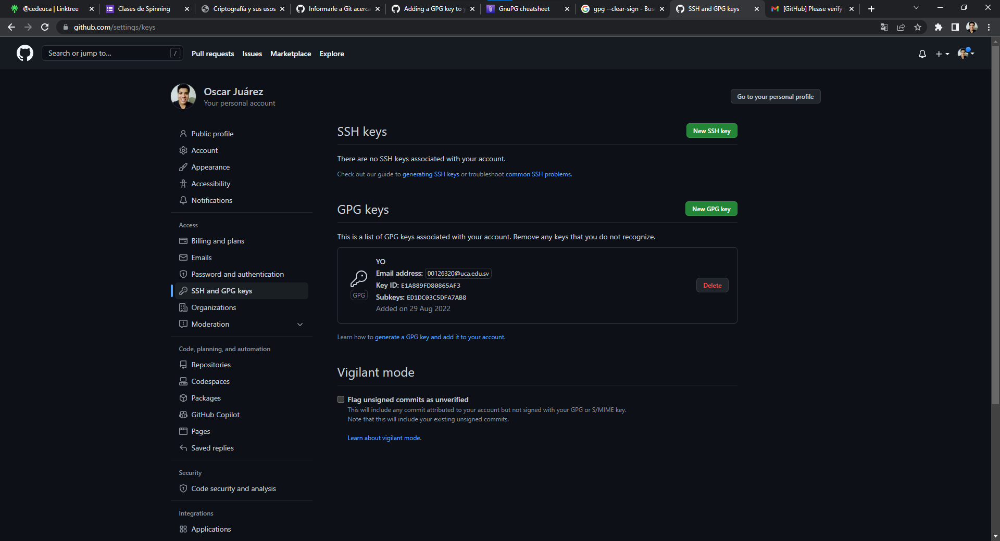 @cedeuca | Linktree
Clases de Spinning
Criptografía y sus usos
Informarle a Git acerca
Adding a GPG key to y
GnuPG cheatsheet
gpg --clear-sign - Bus
SSH and GPG keys
[GitHub] Please verify
github.com/settings/keys
Search or jump to...
/
Pull requests
Issues
Marketplace
Explore
Oscar Juárez
Your personal account
Go to your personal profile
Public profile
Account
Appearance
Accessibility
Notifications
Access
Billing and plans
Emails
Password and authentication
SSH and GPG keys
Organizations
Moderation
Code, planning, and automation
Repositories
Codespaces
Packages
GitHub Copilot
Pages
Saved replies
Security
Code security and analysis
Integrations
Applications
SSH keys
New SSH key
There are no SSH keys associated with your account.
Check out our guide to generating SSH keys or troubleshoot common SSH problems.
GPG keys
New GPG key
This is a list of GPG keys associated with your account. Remove any keys that you do not recognize.
GPG
YO
Email address: 00126320@uca.edu.sv
Key ID: E1A889FD80865AF3
Subkeys: ED1DC03C5DFA7AB8
Added on 29 Aug 2022
Delete
Learn how to generate a GPG key and add it to your account.
Vigilant mode
Flag unsigned commits as unverified
This will include any commit attributed to your account but not signed with your GPG or S/MIME key.
Note that this will include your existing unsigned commits.
Learn about vigilant mode.